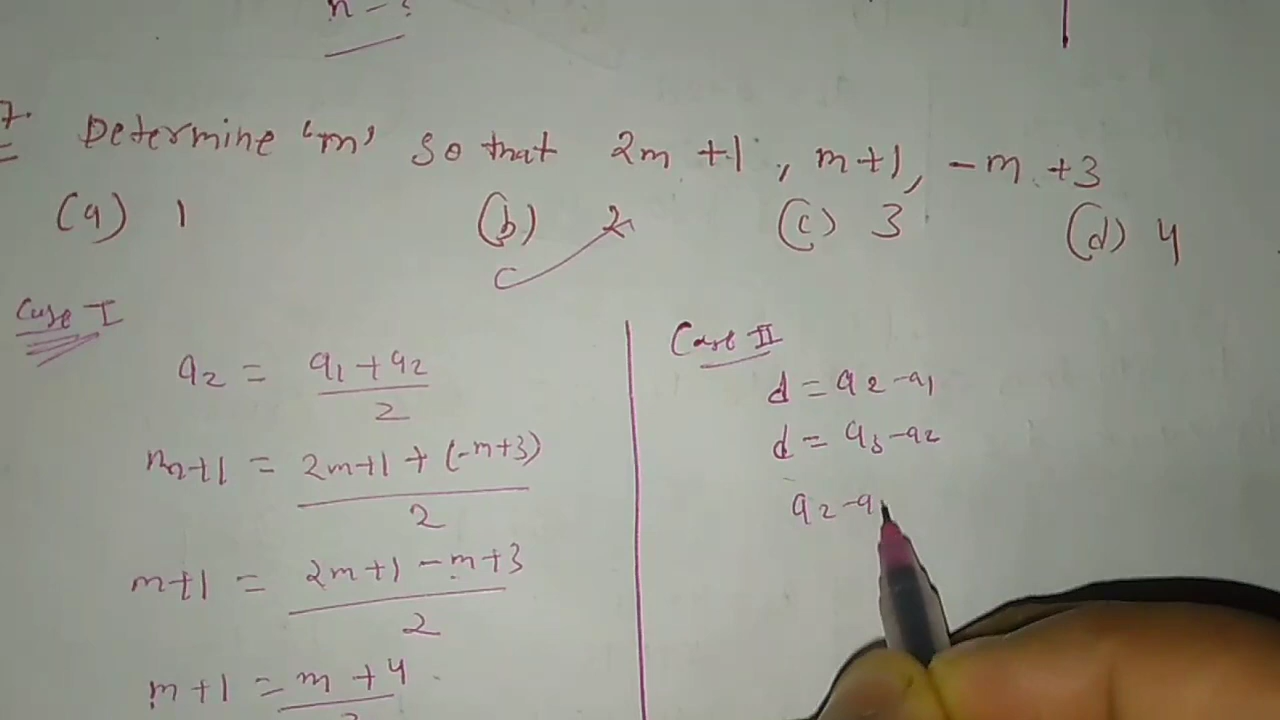 n - ?
7. Determine 'm' so that 2m +1 , m+1, -m +3
(a) 1 (b) 2 (c) 3 (d) 4
Case I
a2 = a1 + a2 / 2
m+1 = 2m+1 + (-m+3) / 2
m+1 = 2m+1 - m+3 / 2
m+1 = m +4
Case II
d = a2 - a1
d = a3 - a2
a2 - a